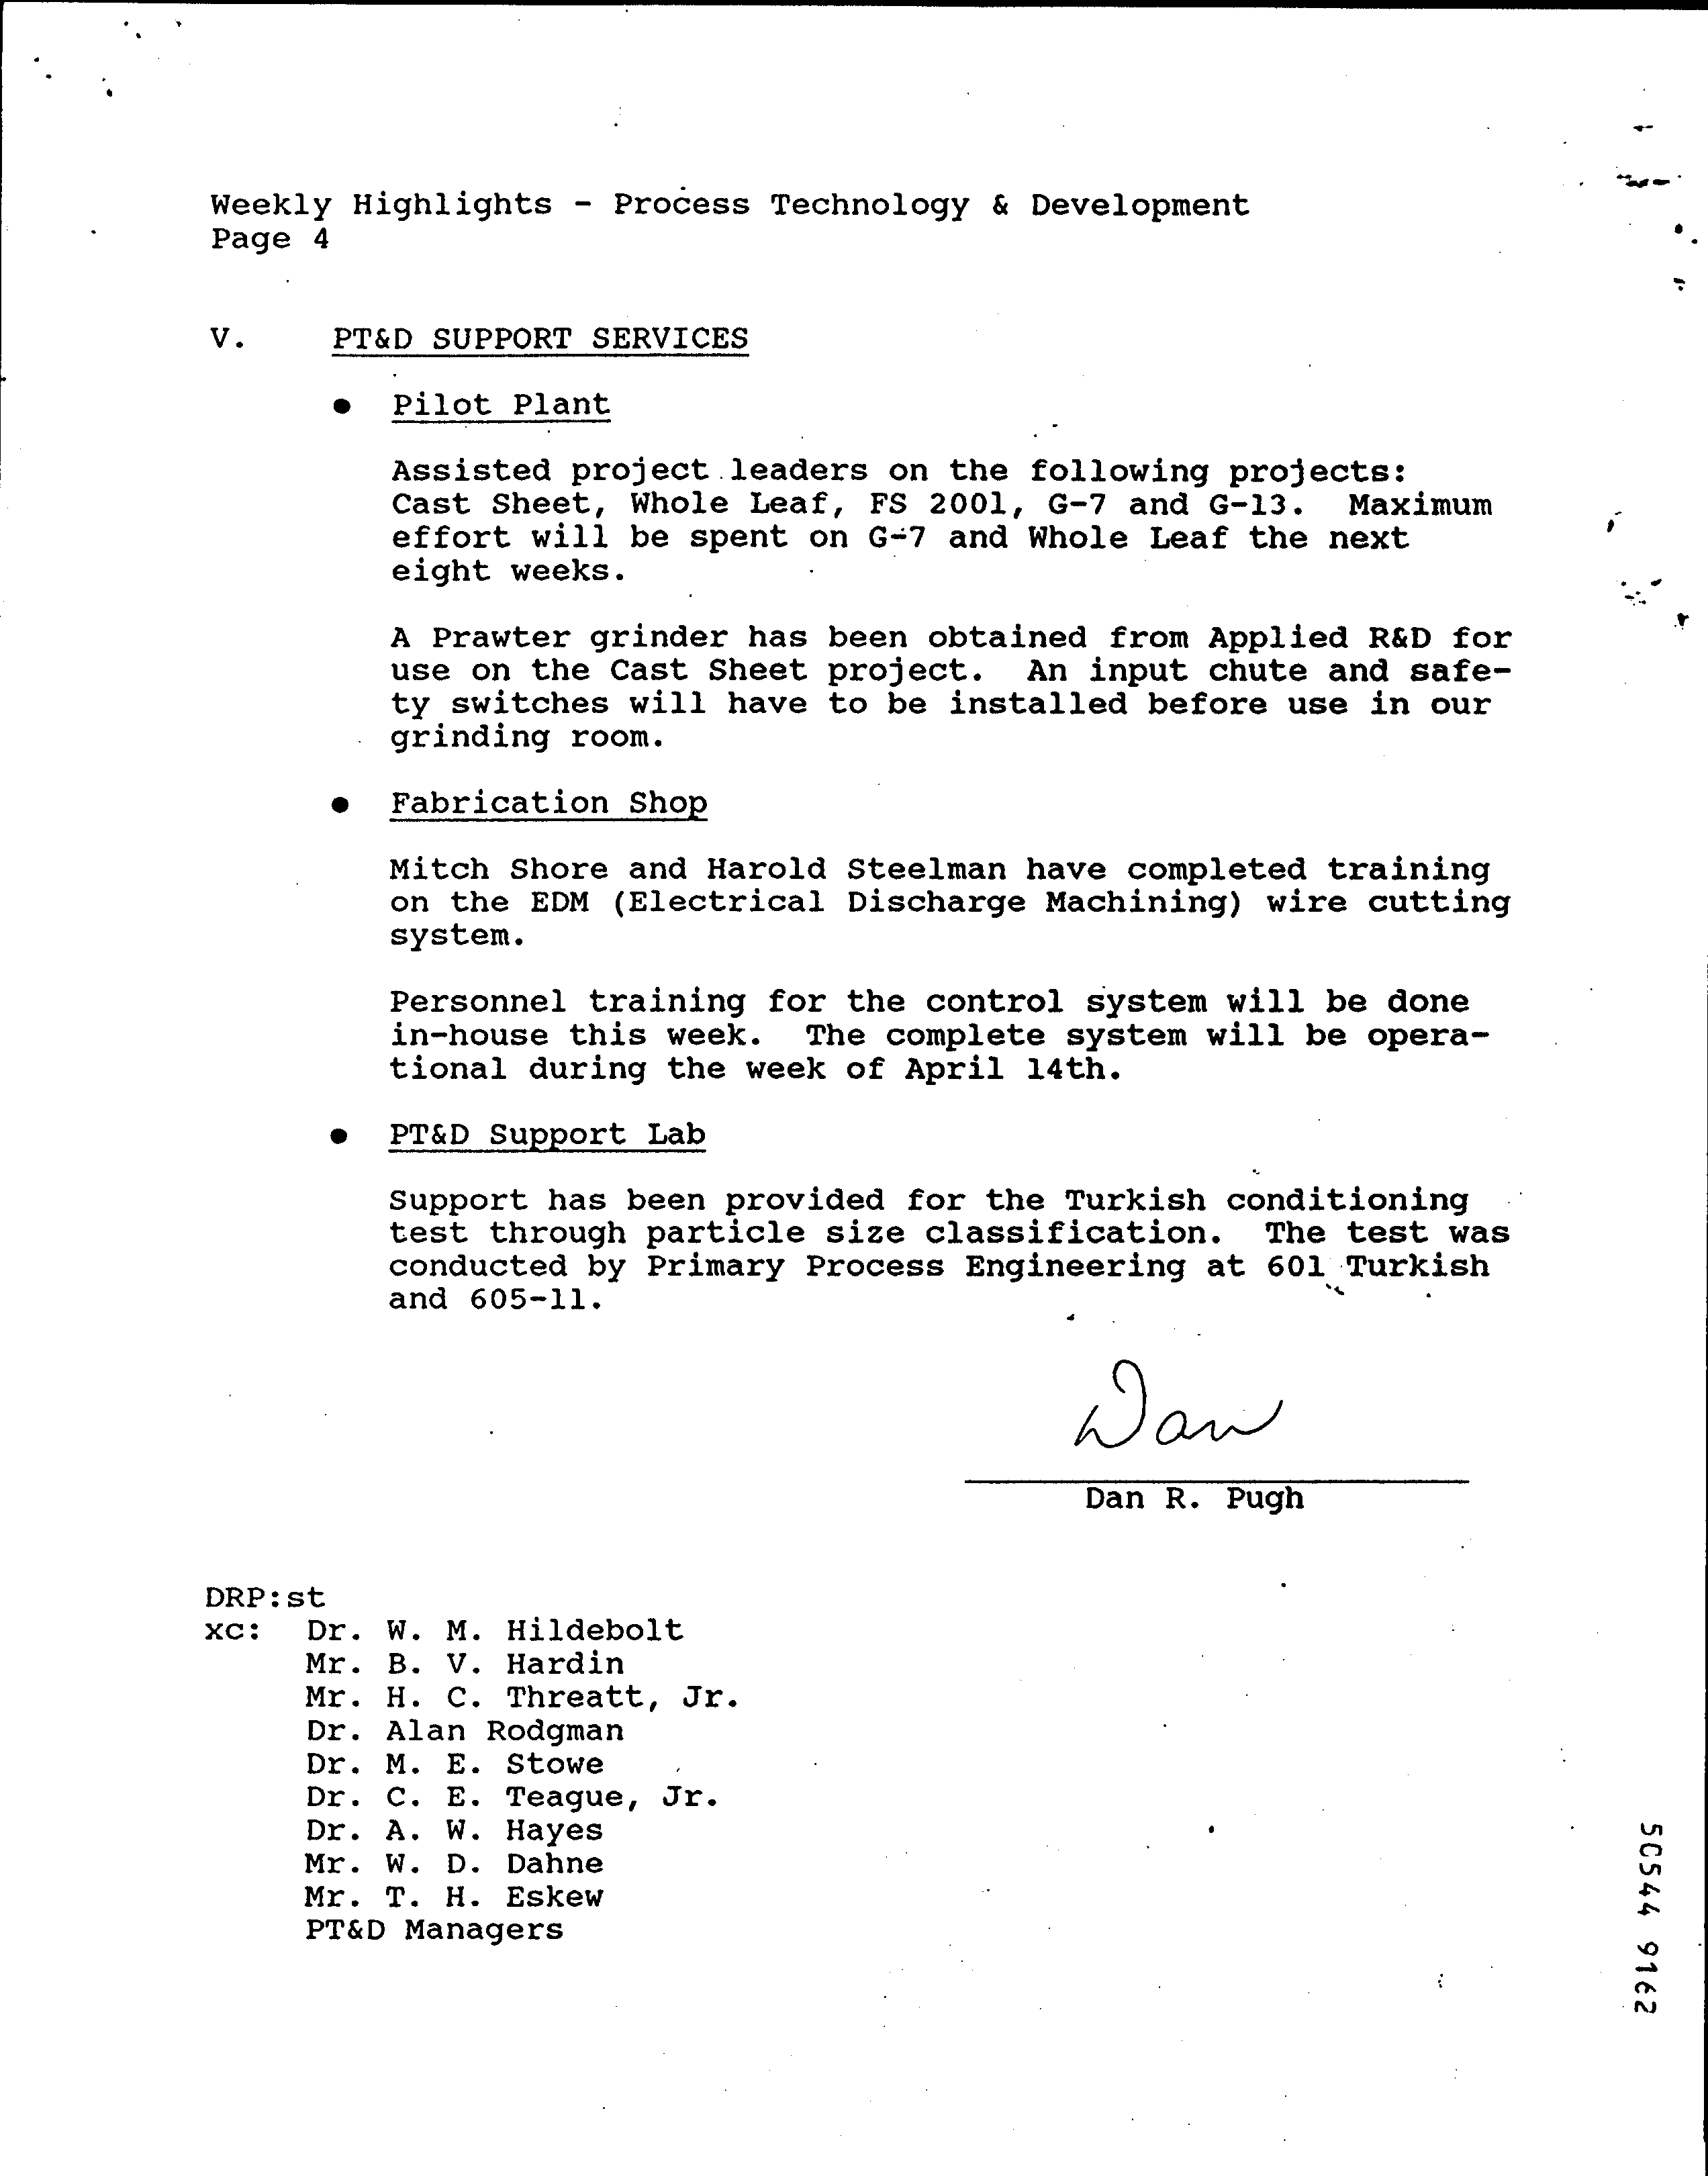 Weekly Highlights - Process Technology & Development
Page 4
V. PT&D SUPPORT SERVICES
● Pilot Plant
Assisted project leaders on the following projects:
Cast Sheet, Whole Leaf, FS 2001, G-7 and G-13. Maximum
effort will be spent on G-7 and Whole Leaf the next
eight weeks.
A Prawter grinder has been obtained from Applied R&D for
use on the Cast Sheet project. An input chute and safe-
ty switches will have to be installed before use in our
grinding room.
● Fabrication Shop
Mitch Shore and Harold Steelman have completed training
on the EDM (Electrical Discharge Machining) wire cutting
system.
Personnel training for the control system will be done
in-house this week. The complete system will be opera-
tional during the week of April 14th.
● PT&D Support Lab
Support has been provided for the Turkish conditioning
test through particle size classification. The test was
conducted by Primary Process Engineering at 601 Turkish
and 605-11.
Dan
Dan R. Pugh
DRP:st
xc: Dr. W. M. Hildebolt
Mr. B. V. Hardin
Mr. H. C. Threatt, Jr.
Dr. Alan Rodgman
Dr. M. E. Stowe
Dr. C. E. Teague, Jr.
Dr. A. W. Hayes
Mr. W. D. Dahne
Mr. T. H. Eskew
PT&D Managers
50544 9162